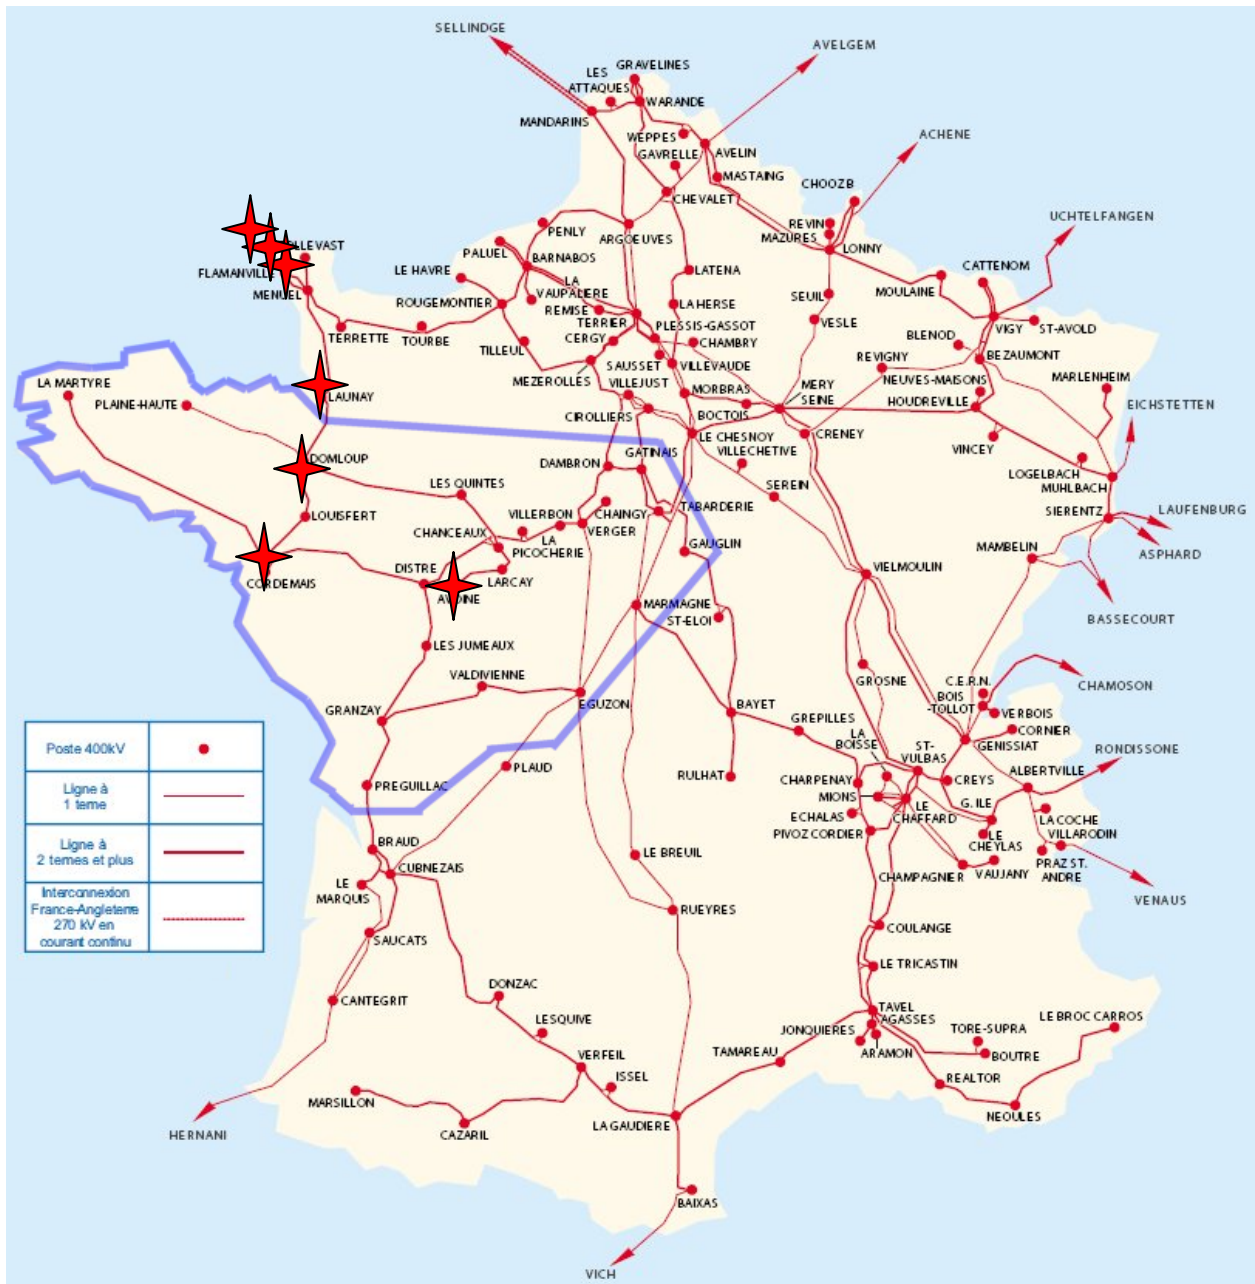 SELLINDGE
AVELGEM
LES
ATTAQUES
GRAVELINES
WARANDE
MANDARINS
WEPPES
GAVRELLE
AVELIN
ACHENE
MASTAING
CHOOZB
CHEVALET
UCHTELFANGEN
PENLY
ARGOEUVES
REVIN
MAZURES
LONNY
PALUEL
BARNABOS
CATTENOM
FLAMANVILLE
MENUEL
LE HAVRE
LA
VAUPALIERE
LATENA
MOULAINE
ROUGEMONTIER
REMISE
TERRIER
LA HERSE
SEUIL
VIGY
ST-AVOLD
TERRETTE
TOURBE
TILLEUL
CERGY
PLESSIS-GASSOT
CHAMBRY
VESLE
BLENOD
BEZAUMONT
MEZEROLLES
SAUSSET
VILLEVAUDE
REVIGNY
MARLENHEIM
LA MARTYRE
PLAINE-HAUTE
LAUNAY
VILLEJUST
MORBRAS
MERY
SEINE
NEUVES-MAISONS
HOUDREVILLE
EICHSTETTEN
CIROLLIERS
BOCTOIS
LE CHESNOY
CRENEY
VINCEY
DOMLOUP
DAMBRON
GATINAIS
VILLECHETIVE
LOGELBACH
MUHLBACH
LES QUINTES
SEREIN
LOUISFERT
CHAINGY
TABARDERIE
SIERENTZ
LAUFENBURG
CHANCEAUX
VILLERBON
LA
PICOCHERIE
VERGER
GAUGLIN
MAMBELIN
ASPHARD
CORDEMAIS
DISTRE
AVOINE
LARCAY
VIELMOULIN
MARMAGNE
ST-ELOI
BASSECOURT
LES JUMEAUX
VALDIVIENNE
GROSNE
C.E.R.N.
BOIS
-TOLLOT
CHAMOSON
GRANZAY
EGUZON
BAYET
GREPILLES
VERBOIS
CORNIER
Poste 400kV
LA
BOISSE
ST-
VULBAS
GENISSIAT
RONDISSONE
PLAUD
RULHAT
CHARPENAY
CREYS
ALBERTVILLE
Ligne à
1 terne
PREGUILLAC
MIONS
LE
CHAFFARD
G. ILE
ECHALAS
LA COCHE
PIVOZ CORDIER
LE
CHEYLAS
VILLARODIN
Ligne à
2 ternes et plus
BRAUD
CUBNEZAIS
LE BREUIL
CHAMPAGNIER
VAUJANY
PRAZ ST.
ANDRE
LE
MARQUIS
VENAUS
Interconnexion
France-Angleterre
270 kV en
courant continu
RUEYRES
SAUCATS
COULANGE
LE TRICASTIN
CANTEGRIT
DONZAC
TAVEL
AGASSES
LE BROC CARROS
LESQUIVE
JONQUIERES
TORE-SUPRA
TAMAREAU
ARAMON
BOUTRE
VERFEIL
ISSEL
REALTOR
MARSILLON
NEOULES
HERNANI
CAZARIL
LA GAUDIERE
BAIXAS
VICH